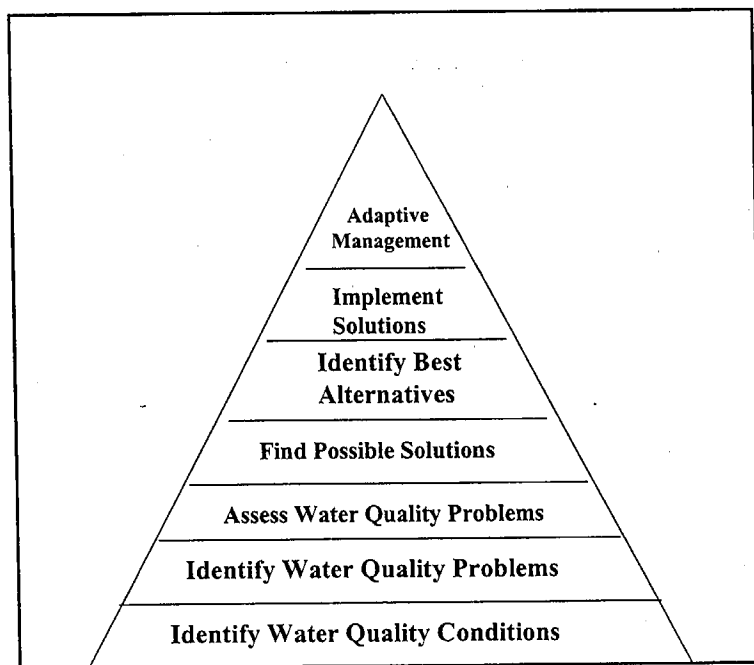 Adaptive
Management
Implement
Solutions
Identify Best
Alternatives
Find Possible Solutions
Assess Water Quality Problems
Identify Water Quality Problems
Identify Water Quality Conditions